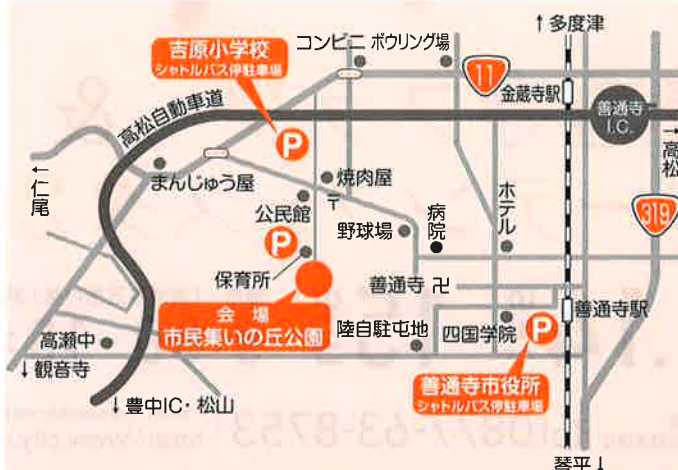 ↑多度津
コンビニ
ボウリング場
吉原小学校
シャトルバス停駐車場
11
金蔵寺駅
善通寺
I.C.
高松自動車道
→高松
P
まんじゅう屋
焼肉屋
←仁尾
公民館
〒
ホテル
319
病院
野球場
P
保育所
善通寺 卍
会場
市民集いの丘公園
善通寺駅
陸自駐屯地
四国学院
P
高瀬中
↓観音寺
善通寺市役所
シャトルバス停駐車場
↓豊中IC・松山
0877-63-8753
琴平↓